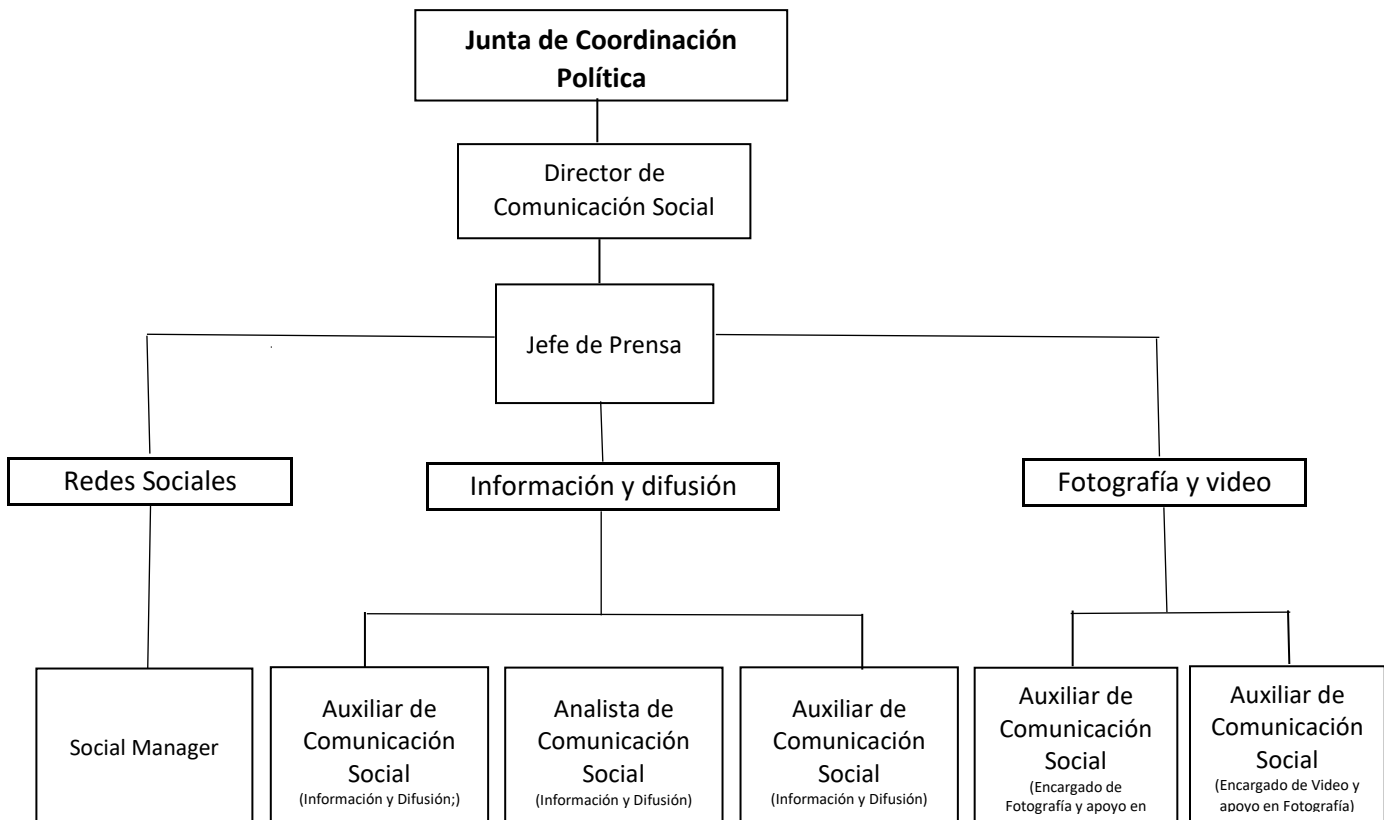 Junta de Coordinación
Política
Director de
Comunicación Social
Jefe de Prensa
Redes Sociales
Información y difusión
Fotografía y video
Social Manager
Auxiliar de
Comunicación
Social
(Información y Difusión;)
Analista de
Comunicación
Social
(Información y Difusión)
Auxiliar de
Comunicación
Social
(Información y Difusión)
Auxiliar de
Comunicación
Social
(Encargado de
Fotografía y apoyo en
Auxiliar de
Comunicación
Social
(Encargado de Video y
apoyo en Fotografía)